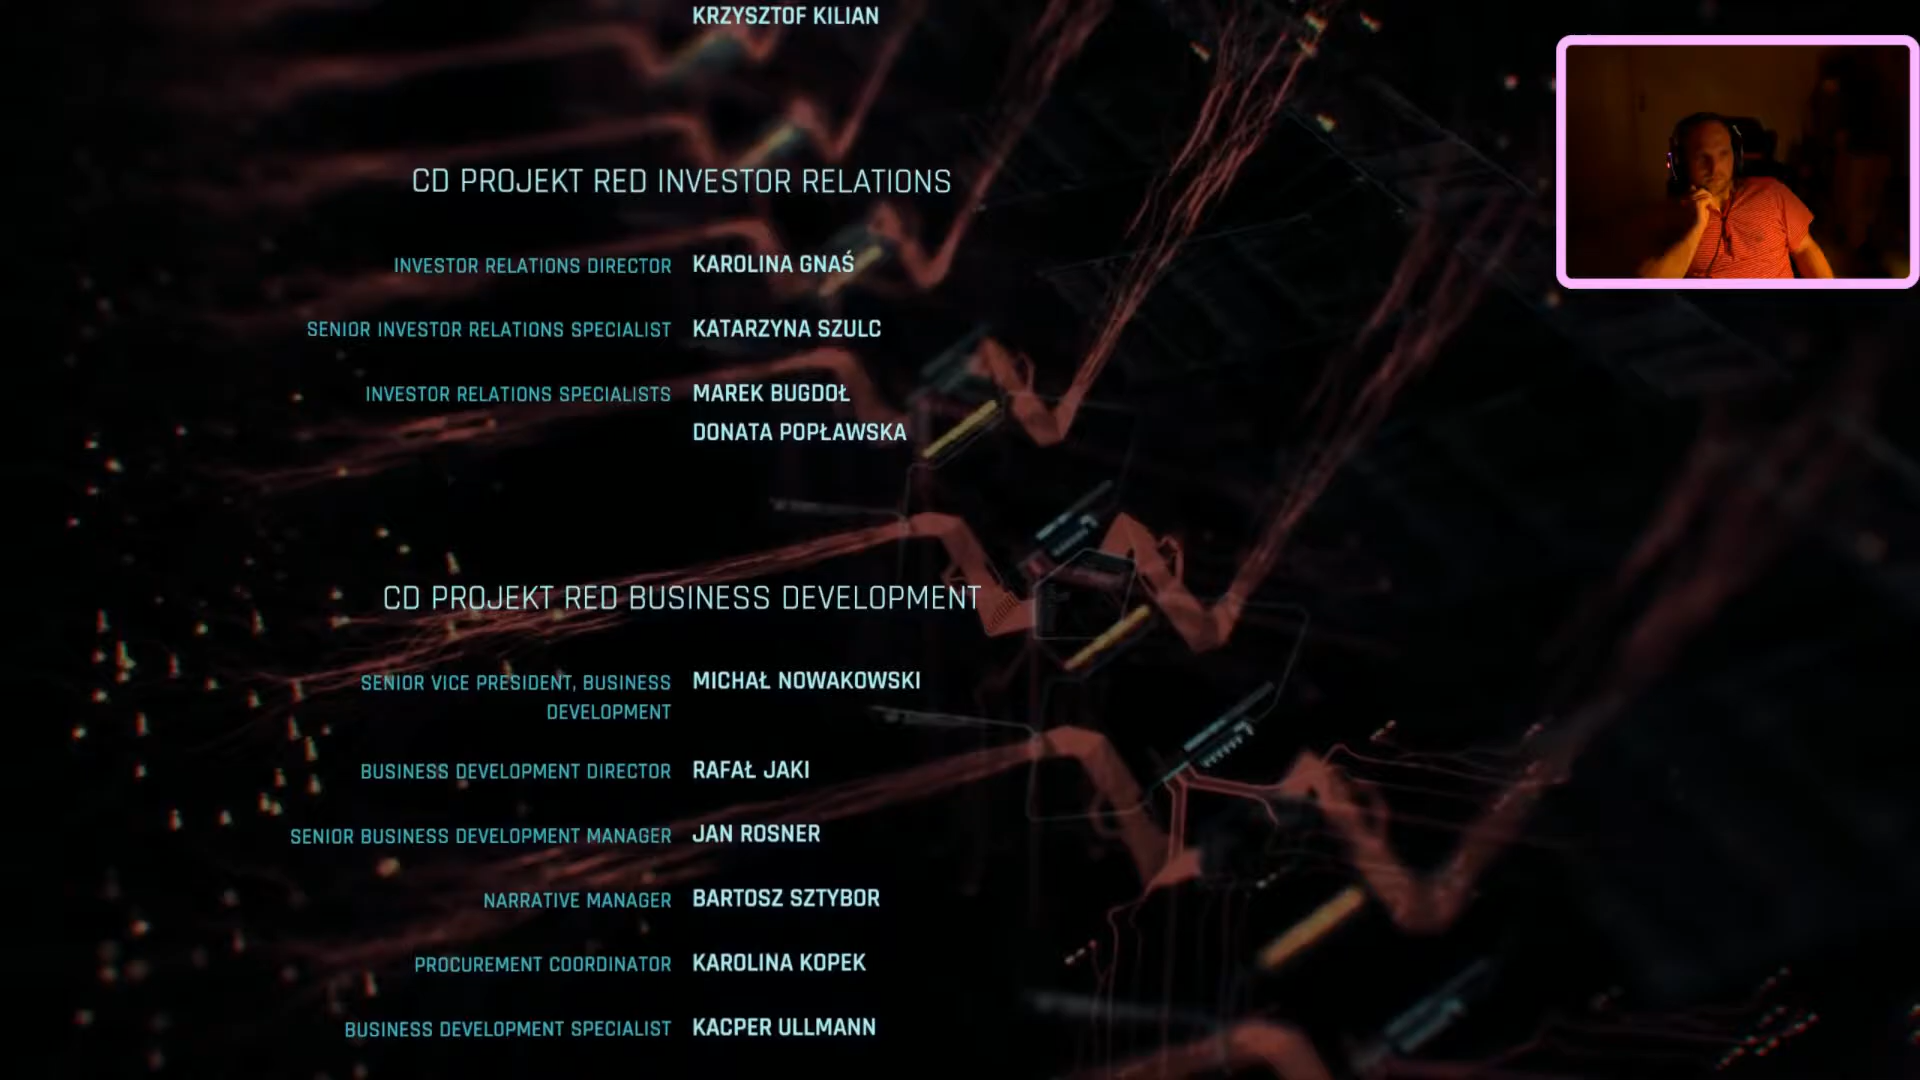 KRZYSZTOF KILIAN
CD PROJEKT RED INVESTOR RELATIONS
INVESTOR RELATIONS DIRECTOR KAROLINA GNAŚ
SENIOR INVESTOR RELATIONS SPECIALIST KATARZYNA SZULC
INVESTOR RELATIONS SPECIALISTS MAREK BUGDOŁ
DONATA POPŁAWSKA
CD PROJEKT RED BUSINESS DEVELOPMENT
SENIOR VICE PRESIDENT, BUSINESS MICHAŁ NOWAKOWSKI
DEVELOPMENT
BUSINESS DEVELOPMENT DIRECTOR RAFAŁ JAKI
SENIOR BUSINESS DEVELOPMENT MANAGER JAN ROSNER
NARRATIVE MANAGER BARTOSZ SZTYBOR
PROCUREMENT COORDINATOR KAROLINA KOPEK
BUSINESS DEVELOPMENT SPECIALIST KACPER ULLMANN